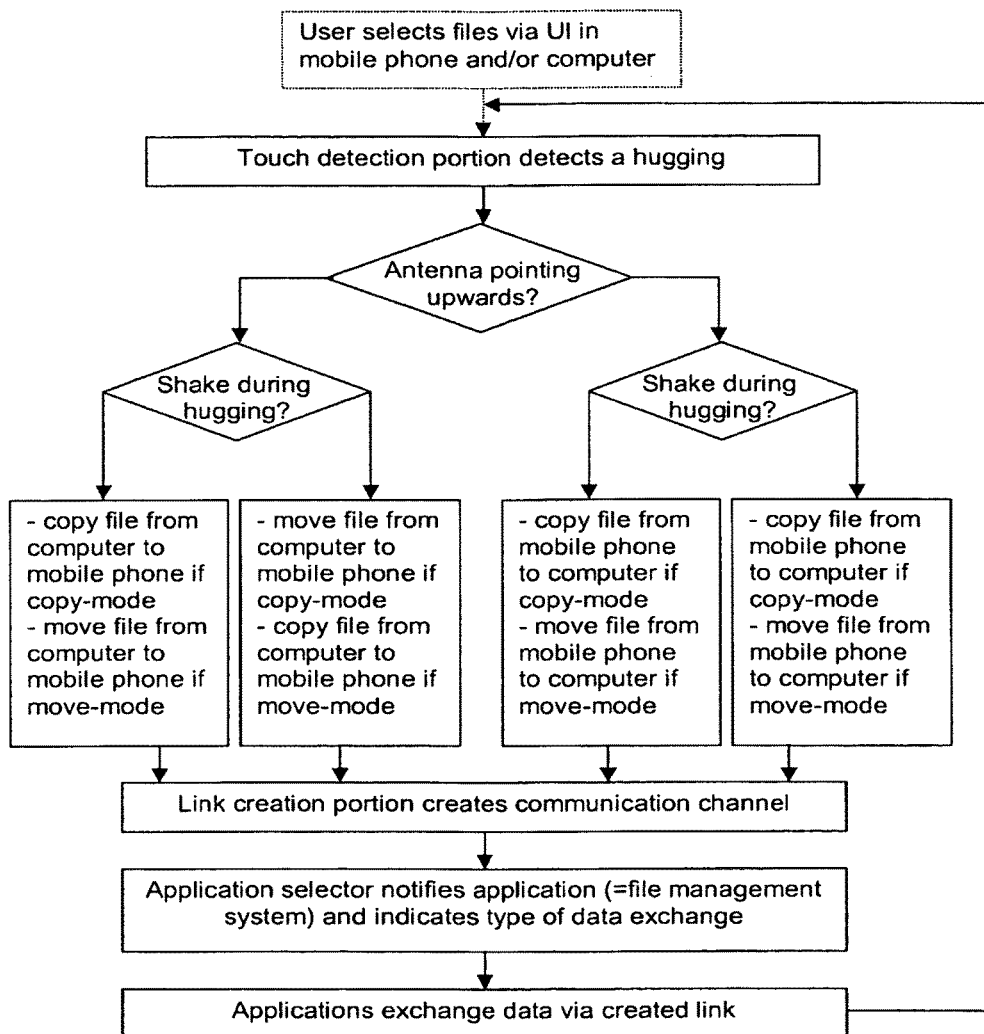 User selects files via UI in
mobile phone and/or computer
Touch detection portion detects a hugging
Antenna pointing
upwards?
Shake during
hugging?
Shake during
hugging?
- copy file from
computer to
mobile phone if
copy-mode
- move file from
computer to
mobile phone if
move-mode
- move file from
computer to
mobile phone if
copy-mode
- copy file from
computer to
mobile phone if
move-mode
- copy file from
mobile phone
to computer if
copy-mode
- move file from
mobile phone
to computer if
move-mode
- copy file from
mobile phone
to computer if
copy-mode
- move file from
mobile phone
to computer if
move-mode
Link creation portion creates communication channel
Application selector notifies application (=file management
system) and indicates type of data exchange
Applications exchange data via created link